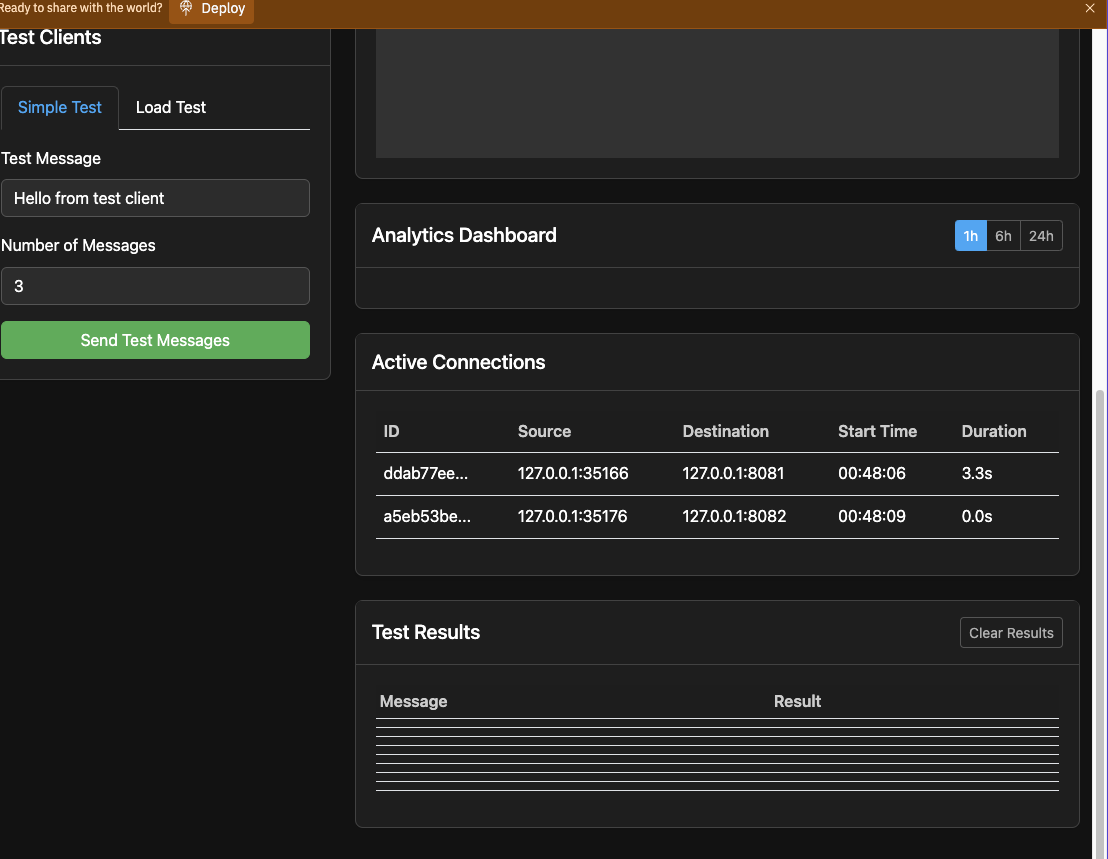 Ready to share with the world? Deploy
Test Clients
Simple Test Load Test
Test Message
Hello from test client
Number of Messages
3
Send Test Messages
Analytics Dashboard 1h 6h 24h
Active Connections
ID Source Destination Start Time Duration
ddab77ee... 127.0.0.1:35166 127.0.0.1:8081 00:48:06 3.3s
a5eb53be... 127.0.0.1:35176 127.0.0.1:8082 00:48:09 0.0s
Test Results Clear Results
Message Result